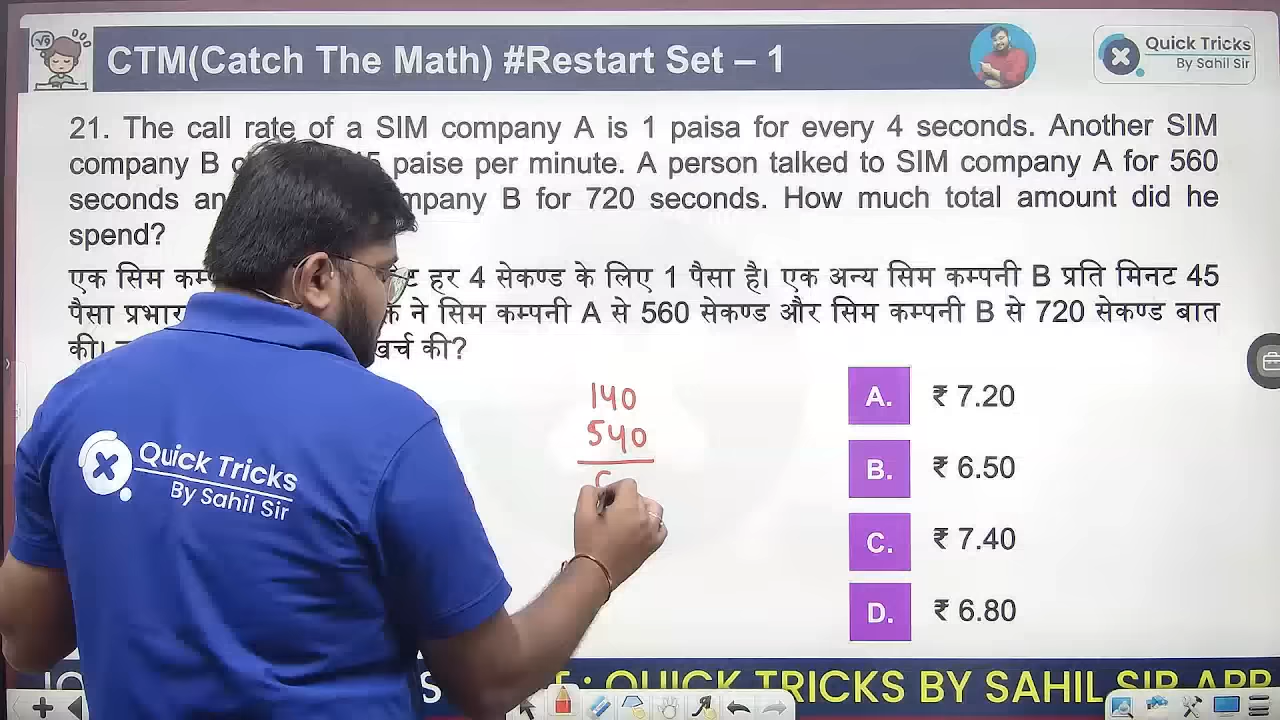 CTM(Catch The Math) #Restart Set – 1
Quick Tricks
By Sahil Sir
21. The call rate of a SIM company A is 1 paisa for every 4 seconds. Another SIM
company B 45 paise per minute. A person talked to SIM company A for 560
seconds an mpany B for 720 seconds. How much total amount did he
spend?
एक सिम कम्प हर 4 सेकण्ड के लिए 1 पैसा है। एक अन्य सिम कम्पनी B प्रति मिनट 45
पैसा प्रभार ने सिम कम्पनी A से 560 सेकण्ड और सिम कम्पनी B से 720 सेकण्ड बात
की। खर्च की?
140
540
6
A. ₹ 7.20
B. ₹ 6.50
C. ₹ 7.40
D. ₹ 6.80
Quick Tricks
By Sahil Sir
: QUICK TRICKS BY SAHIL SIR APP